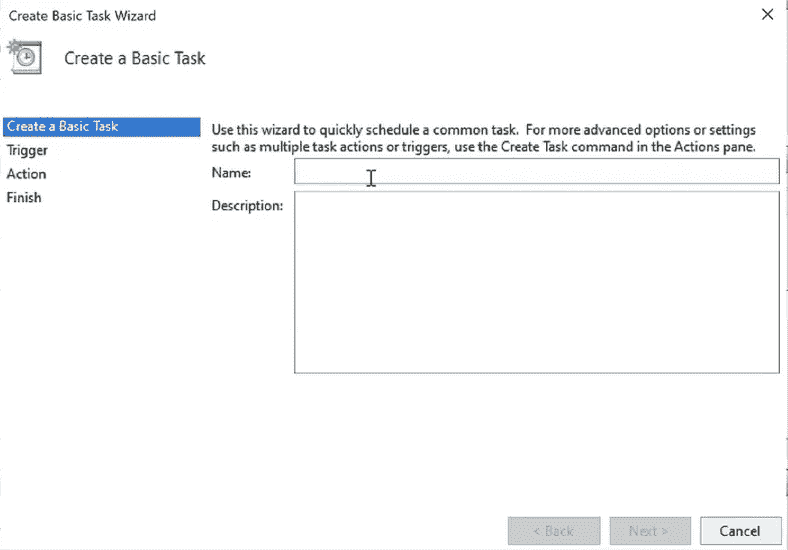 Create Basic Task Wizard
Create a Basic Task
Create a Basic Task
Trigger
Action
Finish
Use this wizard to quickly schedule a common task. For more advanced options or settings
such as multiple task actions or triggers, use the Create Task command in the Actions pane.
Name:
Description:
< Back
Next >
Cancel